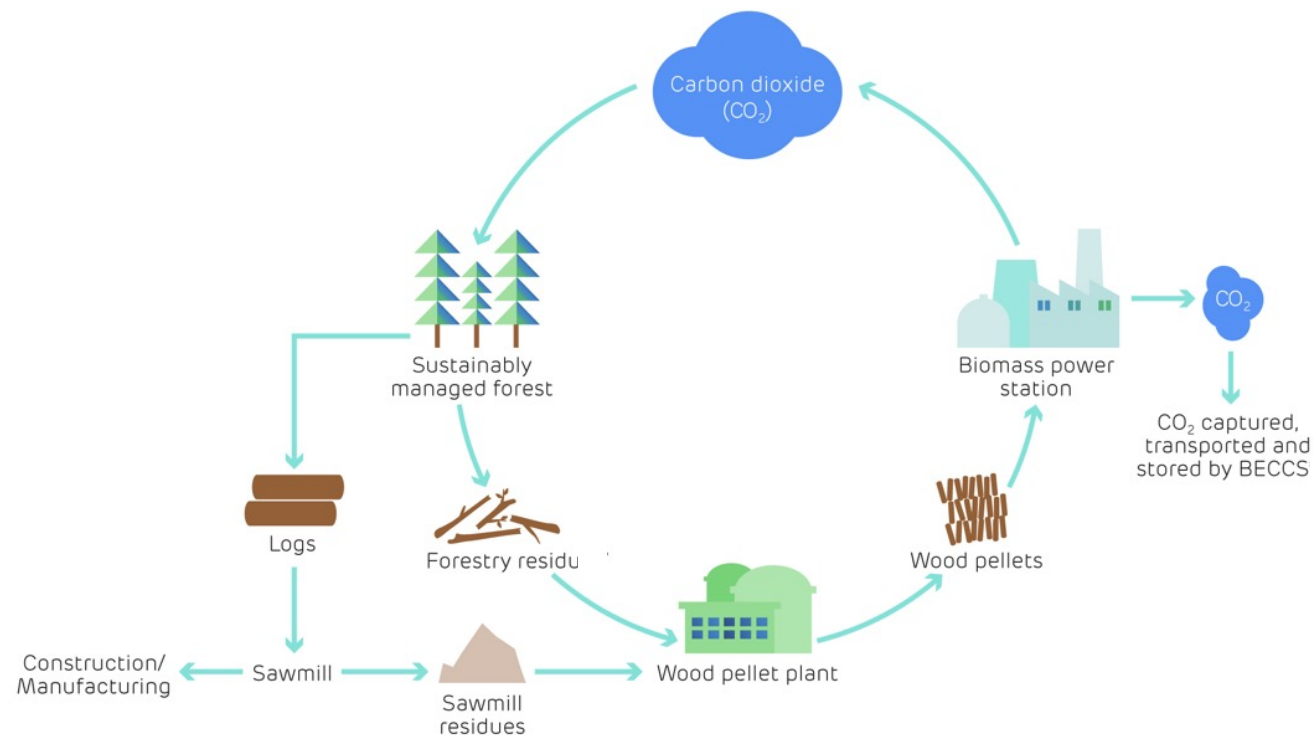 Carbon dioxide
(CO₂)
Sustainably
managed forest
Biomass power
station
CO₂
CO₂ captured,
transported and
stored by BECCS
Logs
Forestry residu
Wood pellets
Construction/
Manufacturing
Sawmill
Sawmill
residues
Wood pellet plant